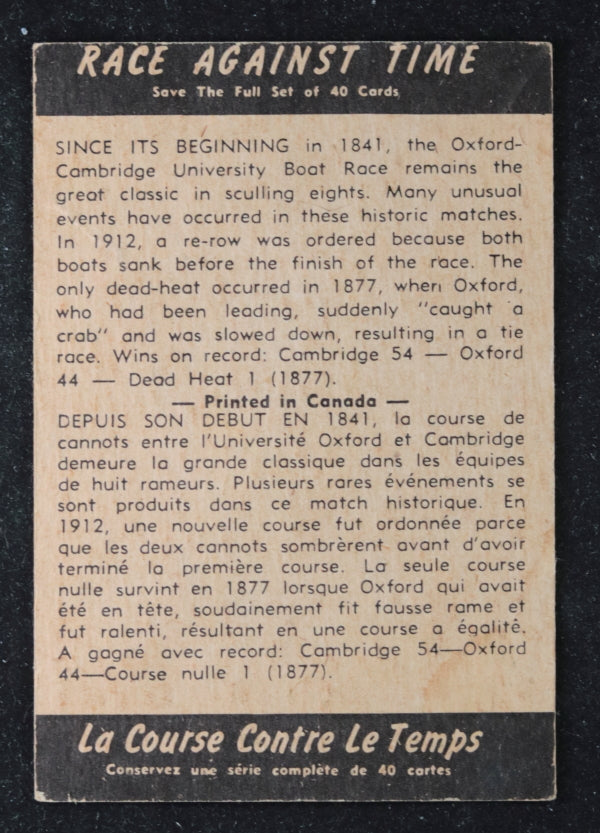 RACE AGAINST TIME
Save The Full Set of 40 Cards
SINCE ITS BEGINNING in 1841, the Oxford-
Cambridge University Boat Race remains the
great classic in sculling eights. Many unusual
events have occurred in these historic matches.
In 1912, a re-row was ordered because both
boats sank before the finish of the race. The
only dead-heat occurred in 1877, when Oxford,
who had been leading, suddenly "caught a
crab" and was slowed down, resulting in a tie
race. Wins on record: Cambridge 54 — Oxford
44 — Dead Heat 1 (1877).
— Printed in Canada —
DEPUIS SON DEBUT EN 1841, la course de
cannots entre l'Université Oxford et Cambridge
demeure la grande classique dans les équipes
de huit rameurs. Plusieurs rares événements se
sont produits dans ce match historique. En
1912, une nouvelle course fut ordonnée parce
que les deux cannots sombrèrent avant d'avoir
terminé la première course. La seule course
nulle survint en 1877 lorsque Oxford qui avait
été en tête, soudainement fit fausse rame et
fut ralenti, résultant en une course a égalité.
A gagné avec record: Cambridge 54—Oxford
44—Course nulle 1 (1877).
La Course Contre Le Temps
Conservez une série complète de 40 cartes